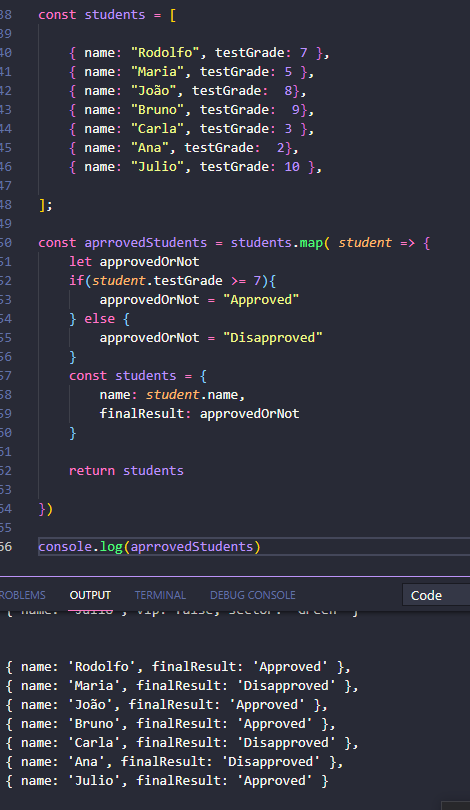 38 const students = [
39
40 { name: "Rodolfo", testGrade: 7 },
41 { name: "Maria", testGrade: 5 },
42 { name: "João", testGrade:  8},
43 { name: "Bruno", testGrade:  9},
44 { name: "Carla", testGrade: 3 },
45 { name: "Ana", testGrade:  2},
46 { name: "Julio", testGrade: 10 },
47
48 ];
49
50 const aprrovedStudents = students.map( student => {
51 let approvedOrNot
52 if(student.testGrade >= 7){
53 approvedOrNot = "Approved"
54 } else {
55 approvedOrNot = "Disapproved"
56 }
57 const students = {
58 name: student.name,
59 finalResult: approvedOrNot
60 }
61
62 return students
63
64 })
65
66 console.log(aprrovedStudents)
ROBLEMS OUTPUT TERMINAL DEBUG CONSOLE Code
{ name: 'Julio', vip: false, sector: 'Green' }
{ name: 'Rodolfo', finalResult: 'Approved' },
{ name: 'Maria', finalResult: 'Disapproved' },
{ name: 'João', finalResult: 'Approved' },
{ name: 'Bruno', finalResult: 'Approved' },
{ name: 'Carla', finalResult: 'Disapproved' },
{ name: 'Ana', finalResult: 'Disapproved' },
{ name: 'Julio', finalResult: 'Approved' }